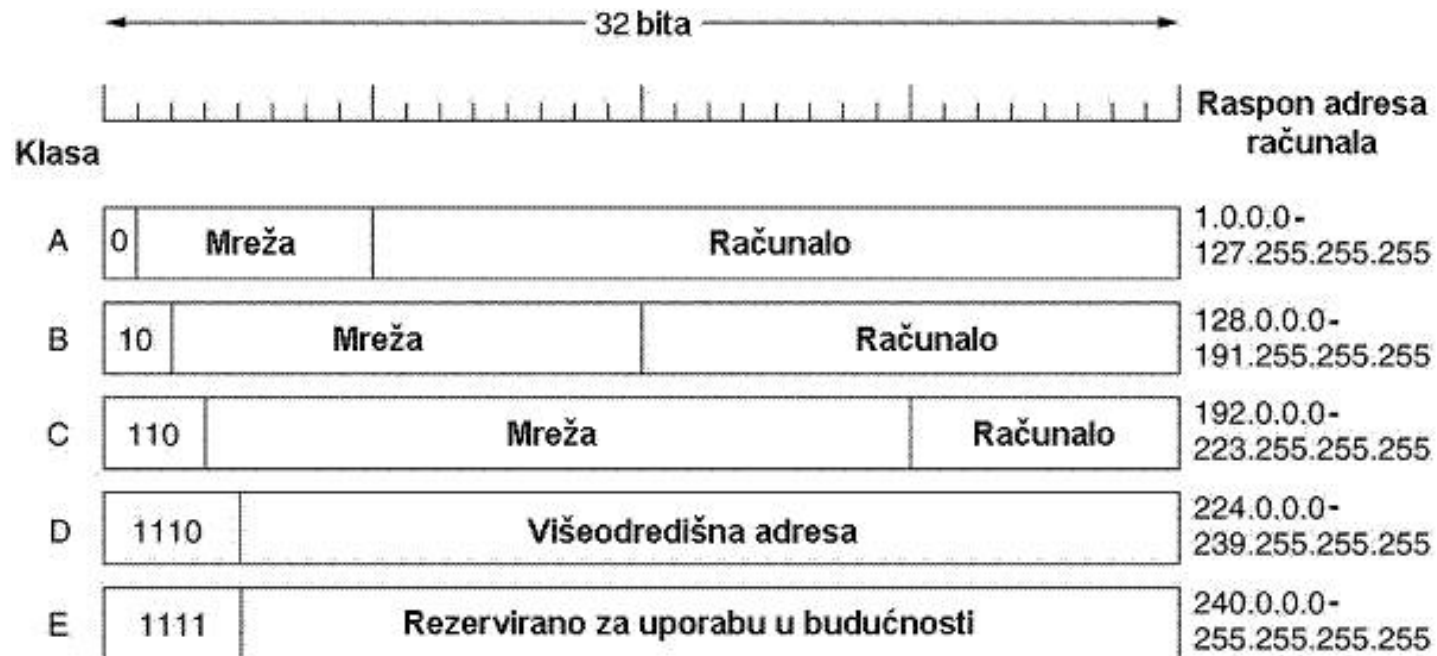 32 bita
Raspon adresa
računala
Klasa
A 0 Mreža Računalo 1.0.0.0-
127.255.255.255
B 10 Mreža Računalo 128.0.0.0-
191.255.255.255
C 110 Mreža Računalo 192.0.0.0-
223.255.255.255
D 1110 Višeodredišna adresa 224.0.0.0-
239.255.255.255
E 1111 Rezervirano za uporabu u budućnosti 240.0.0.0-
255.255.255.255